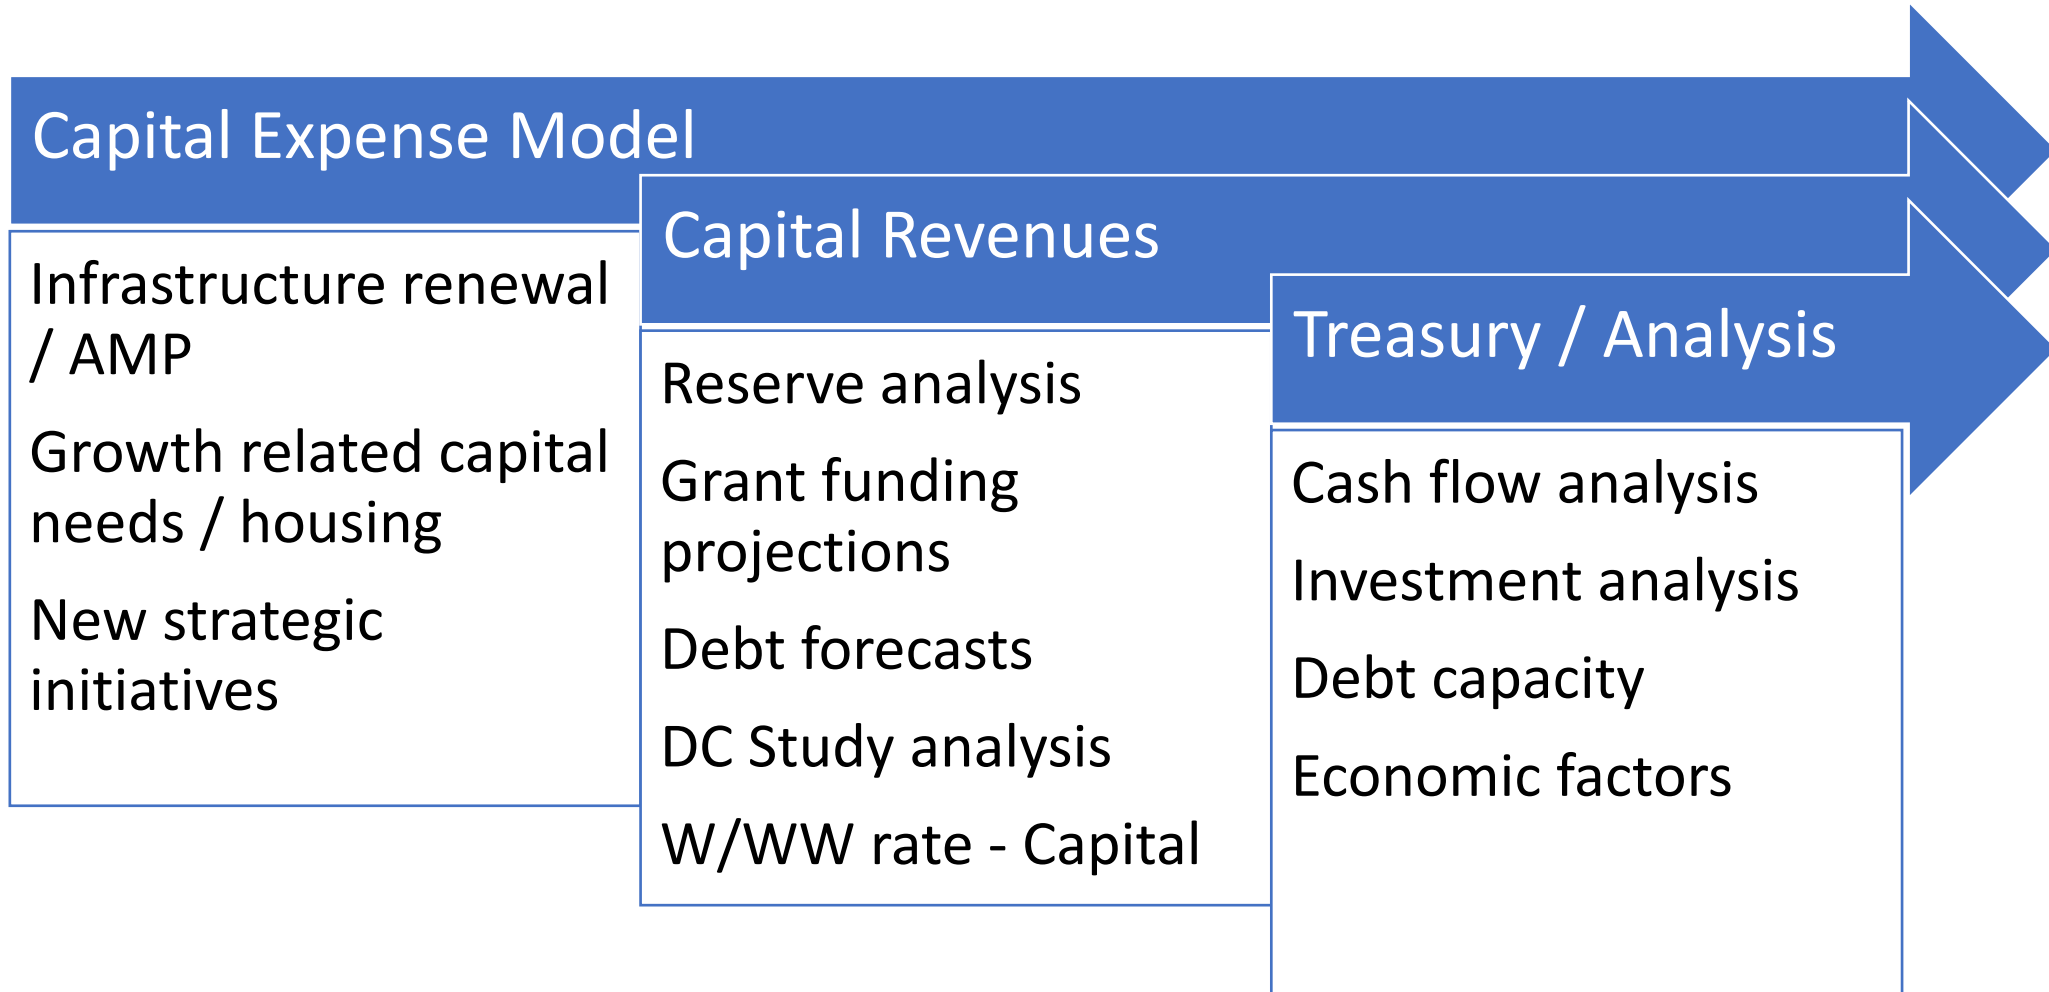 Capital Expense Model
Infrastructure renewal
/ AMP
Growth related capital
needs / housing
New strategic
initiatives
Capital Revenues
Reserve analysis
Grant funding
projections
Debt forecasts
DC Study analysis
W/WW rate - Capital
Treasury / Analysis
Cash flow analysis
Investment analysis
Debt capacity
Economic factors